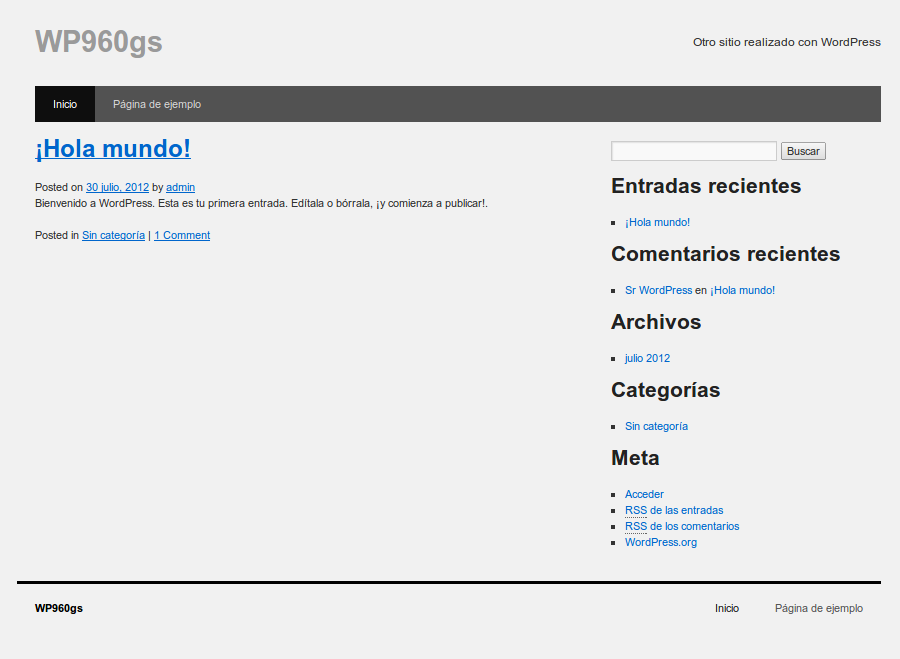 WP960gs
Otro sitio realizado con WordPress
Inicio
Página de ejemplo
¡Hola mundo!
Posted on 30 julio, 2012 by admin
Bienvenido a WordPress. Esta es tu primera entrada. Edítala o bórrala, ¡y comienza a publicar!.
Posted in Sin categoría | 1 Comment
Buscar
Entradas recientes
¡Hola mundo!
Comentarios recientes
Sr WordPress en ¡Hola mundo!
Archivos
julio 2012
Categorías
Sin categoría
Meta
Acceder
RSS de las entradas
RSS de los comentarios
WordPress.org
WP960gs
Inicio
Página de ejemplo